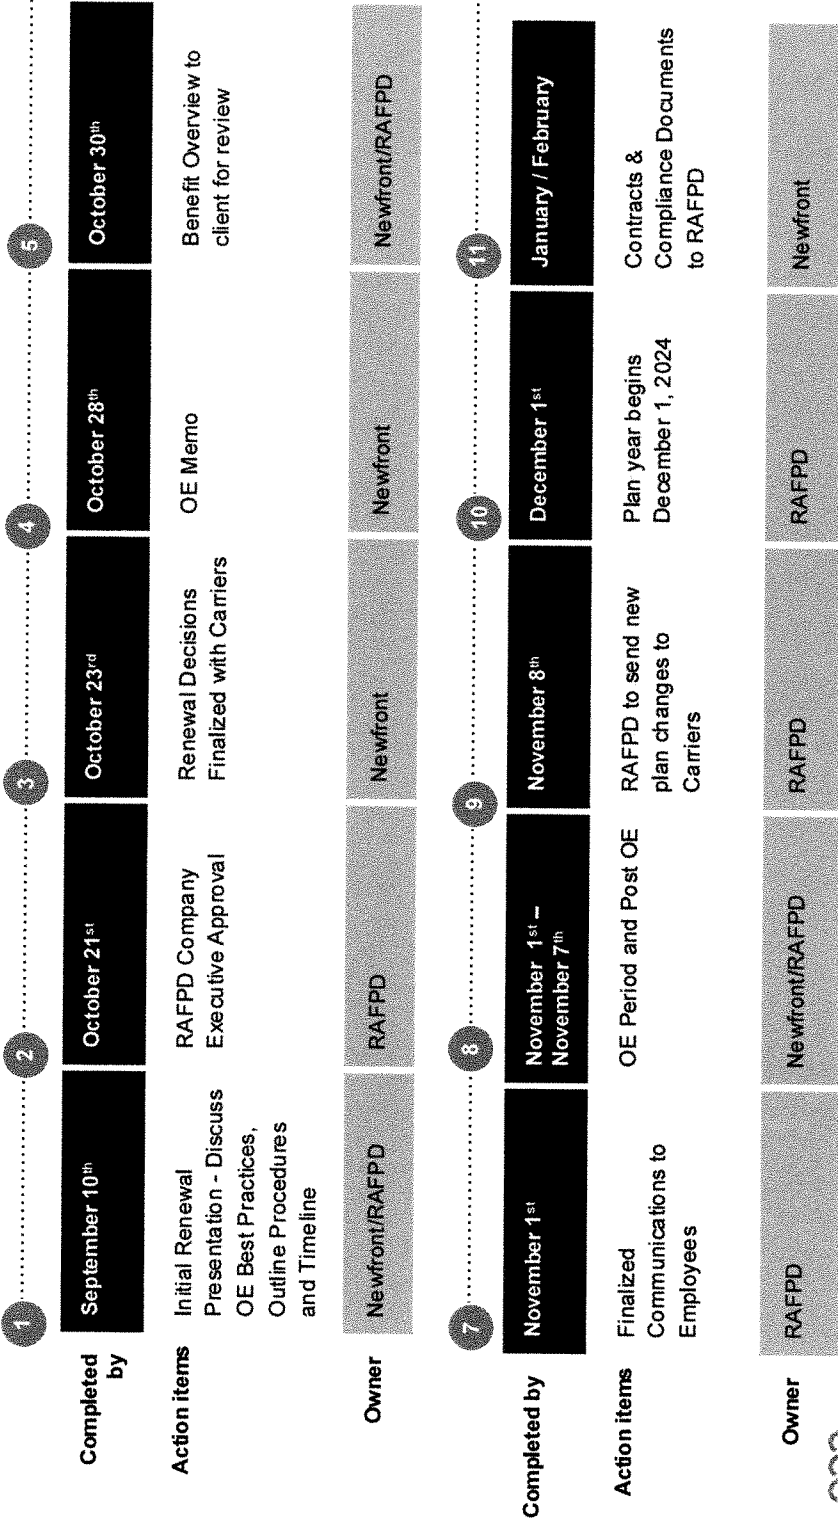 1
2
3
4
5
Completed
by
September 10th
October 21st
October 23rd
October 28th
October 30th
Action items
Initial Renewal
Presentation - Discuss
OE Best Practices,
Outline Procedures
and Timeline
RAFPD Company
Executive Approval
Renewal Decisions
Finalized with Carriers
OE Memo
Benefit Overview to
client for review
Owner
Newfront/RAFPD
RAFPD
Newfront
Newfront
Newfront/RAFPD
7
8
9
10
11
Completed by
November 1st
November 1st –
November 7th
November 8th
December 1st
January / February
Action items
Finalized
Communications to
Employees
OE Period and Post OE
RAFPD to send new
plan changes to
Carriers
Plan year begins
December 1, 2024
Contracts &
Compliance Documents
to RAFPD
Owner
RAFPD
Newfront/RAFPD
RAFPD
RAFPD
Newfront